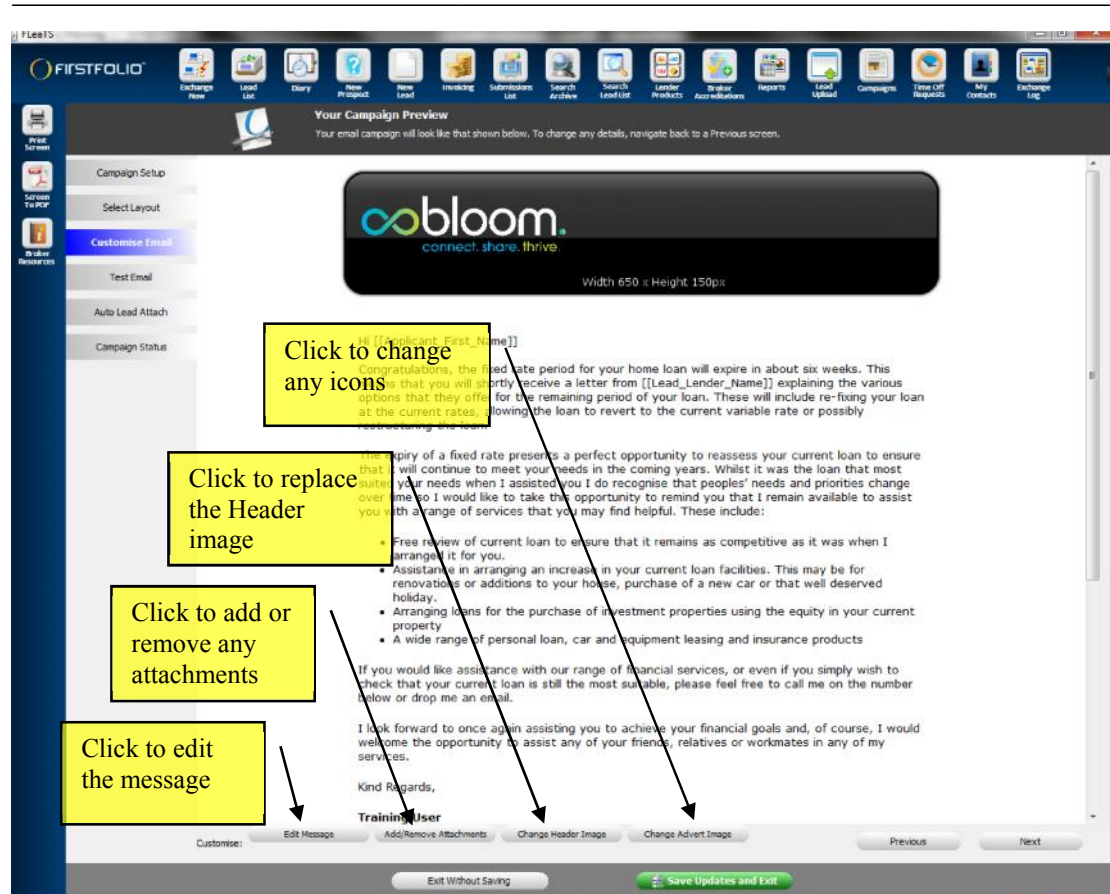 FLeaTS
FIRSTFOLIO
Exchange Now
Lead List
Diary
New Prospect
New Lead
Invoicing
Submissions List
Search Archive
Search Lead List
Lender Products
Broker Accreditations
Reports
Lead Upload
Campaigns
Time Off Requests
My Contacts
Exchange Log
Print Screen
Screen To PDF
Broker Resources
Your Campaign Preview
Your email campaign will look like that shown below. To change any details, navigate back to a Previous screen.
Campaign Setup
Select Layout
Customise Email
Test Email
Auto Lead Attach
Campaign Status
bloom.
connect. share. thrive.
Width 650 x Height 150px
Click to change
any icons
Click to replace
the Header
image
Click to add or
remove any
attachments
Click to edit
the message
Hi [[Applicant_First_Name]]
Congratulations, the fixed rate period for your home loan will expire in about six weeks. This
that you will shortly receive a letter from [[Lead_Lender_Name]] explaining the various
options that they offer for the remaining period of your loan. These will include re-fixing your loan
at the current rates, allowing the loan to revert to the current variable rate or possibly
restructuring the loan.
The expiry of a fixed rate presents a perfect opportunity to reassess your current loan to ensure
that it will continue to meet your needs in the coming years. Whilst it was the loan that most
suited your needs when I assisted you I do recognise that peoples' needs and priorities change
over time so I would like to take this opportunity to remind you that I remain available to assist
you with a range of services that you may find helpful. These include:
• Free review of current loan to ensure that it remains as competitive as it was when I
arranged it for you.
• Assistance in arranging an increase in your current loan facilities. This may be for
renovations or additions to your house, purchase of a new car or that well deserved
holiday.
• Arranging loans for the purchase of investment properties using the equity in your current
property
• A wide range of personal loan, car and equipment leasing and insurance products
If you would like assistance with our range of financial services, or even if you simply wish to
check that your current loan is still the most suitable, please feel free to call me on the number
below or drop me an email.
I look forward to once again assisting you to achieve your financial goals and, of course, I would
welcome the opportunity to assist any of your friends, relatives or workmates in any of my
services.
Kind Regards,
Training User
Customise:
Edit Message
Add/Remove Attachments
Change Header Image
Change Advert Image
Previous
Next
Exit Without Saving
Save Updates and Exit